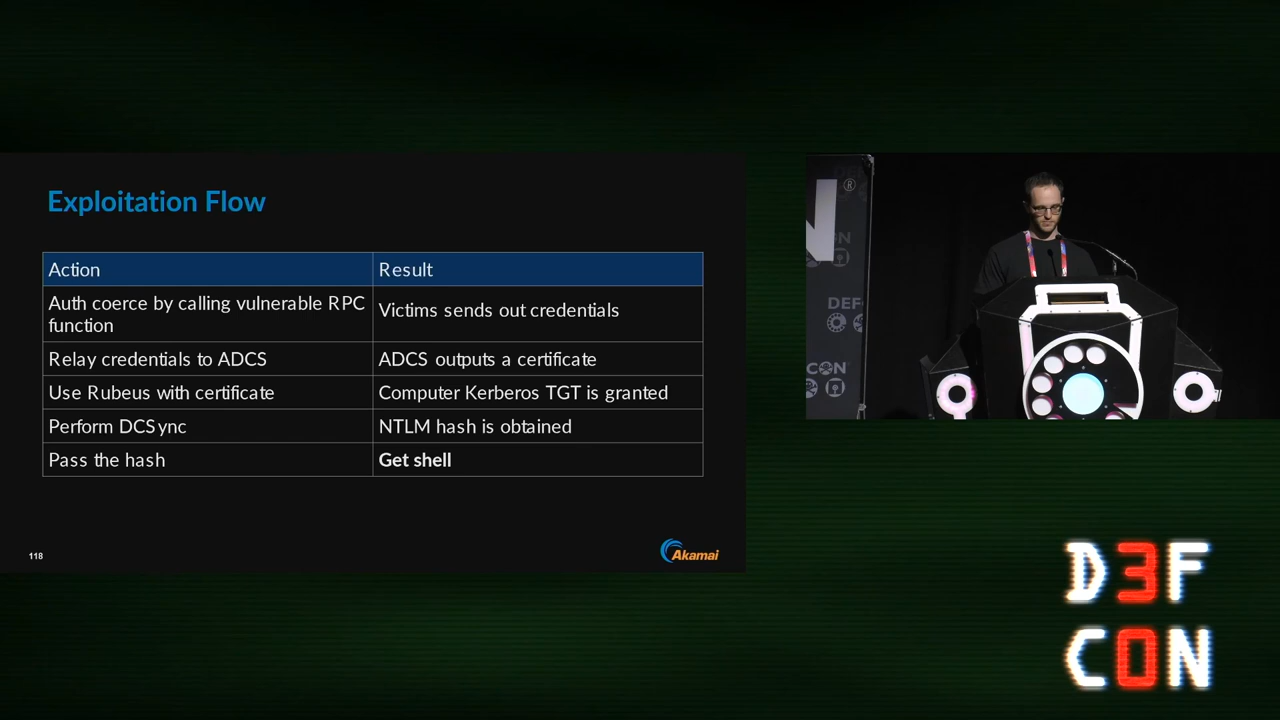 Exploitation Flow
Action
Result
Auth coerce by calling vulnerable RPC
function
Victims sends out credentials
Relay credentials to ADCS
ADCS outputs a certificate
Use Rubeus with certificate
Computer Kerberos TGT is granted
Perform DCSync
NTLM hash is obtained
Pass the hash
Get shell
118
Akamai
N®
DEF
CON
D3F
C0N